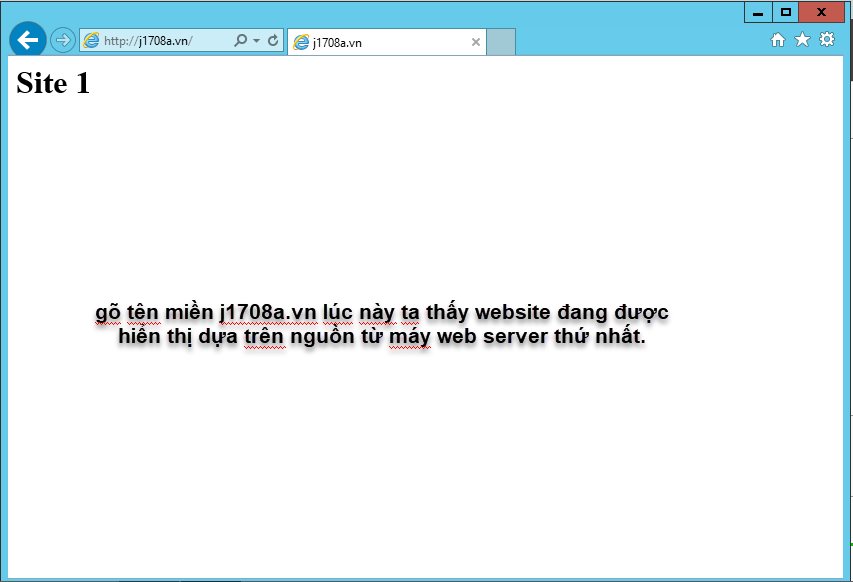 http://j1708a.vn/
j1708a.vn
Site 1
gõ tên miền j1708a.vn lúc này ta thấy website đang được
hiển thị dựa trên nguồn từ máy web server thứ nhất.